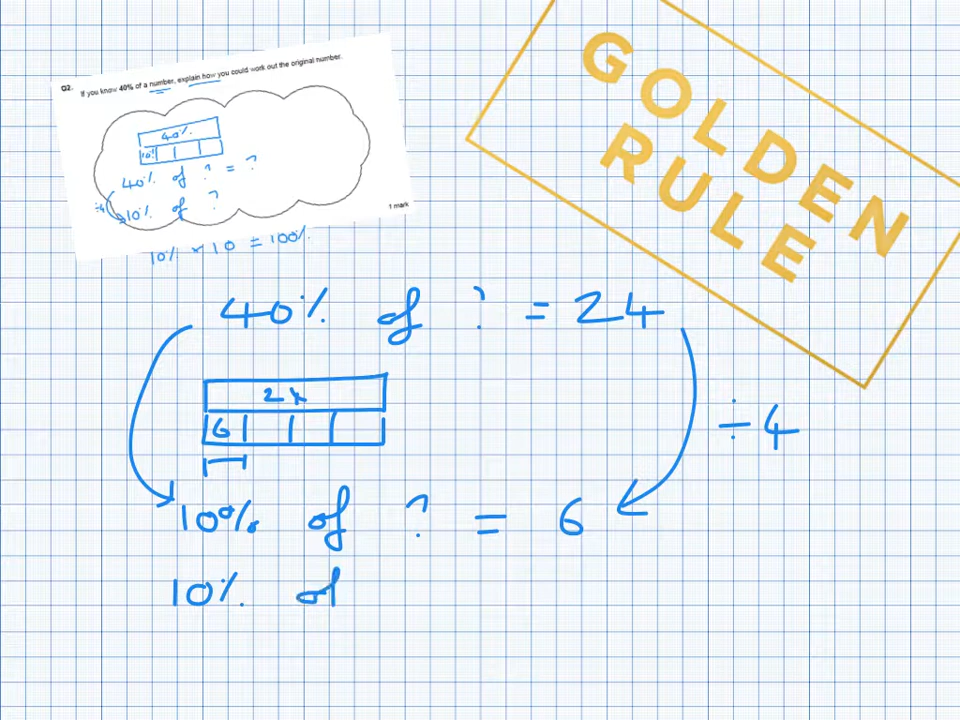 Q2. If you know 40% of a number, explain how you could work out the original number.
40%
10%
40% of ? = ?
÷4
10% of ?
1 mark
10% × 10 = 100%.
GOLDEN
RULE
40% of ? = 24
24
6
÷4
10% of ? = 6
10% of